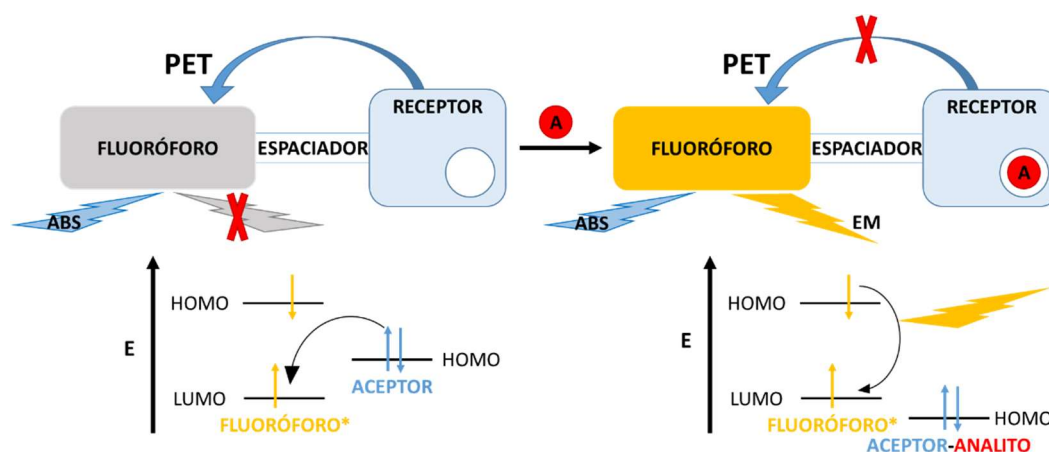 PET
RECEPTOR
FLUORÓFORO
ESPACIADOR
ABS
A
PET
RECEPTOR
FLUORÓFORO
ESPACIADOR
A
ABS
EM
E
HOMO
HOMO
LUMO
ACEPTOR
FLUORÓFORO*
E
HOMO
LUMO
FLUORÓFORO*
HOMO
ACEPTOR-ANALITO